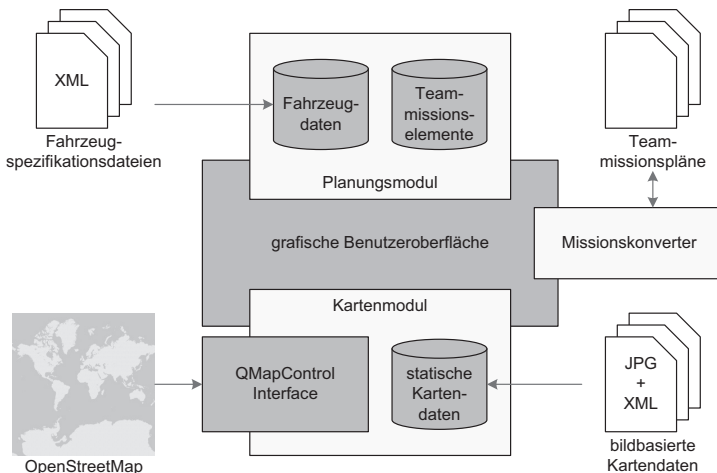 XML
Fahrzeug-
spezifikationsdateien
Fahrzeug-
daten
Team-
missions-
elemente
Planungsmodul
Team-
missionspläne
grafische Benutzeroberfläche
Missionskonverter
Kartenmodul
QMapControl
Interface
statische
Karten-
daten
JPG
+
XML
OpenStreetMap
bildbasierte
Kartendaten